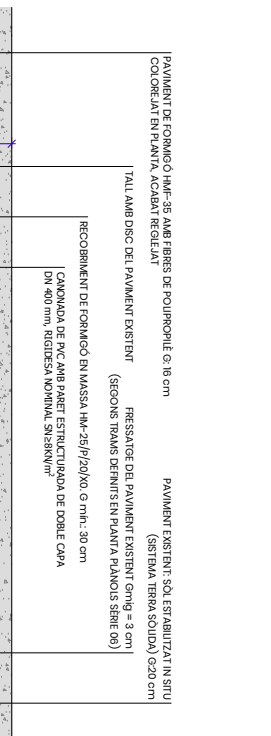 PAVIMENT DE FORMIGÓ HMF-35 AMB FIBRES DE POLIPROPILÈ G: 16 cm
COLOREJAT EN PLANTA, ACABAT REGLEJAT
TALL AMB DISC DEL PAVIMENT EXISTENT
RECOBRIMENT DE FORMIGÓ EN MASSA HM-25/P/20/X0. G mín.: 30 cm
CANONADA DE PVC AMB PARET ESTRUCTURADA DE DOBLE CAPA
DN 400 mm, RIGIDESA NOMINAL SN≥8KN/m²
PAVIMENT EXISTENT: SÒL ESTABILITZAT IN SITU
(SISTEMA TERRA SÒLIDA) G:20 cm
FRESSATGE DEL PAVIMENT EXISTENT Gmig = 3 cm
(SEGONS TRAMS DEFINITS EN PLANTA PLÀNOLS SÈRIE 06)